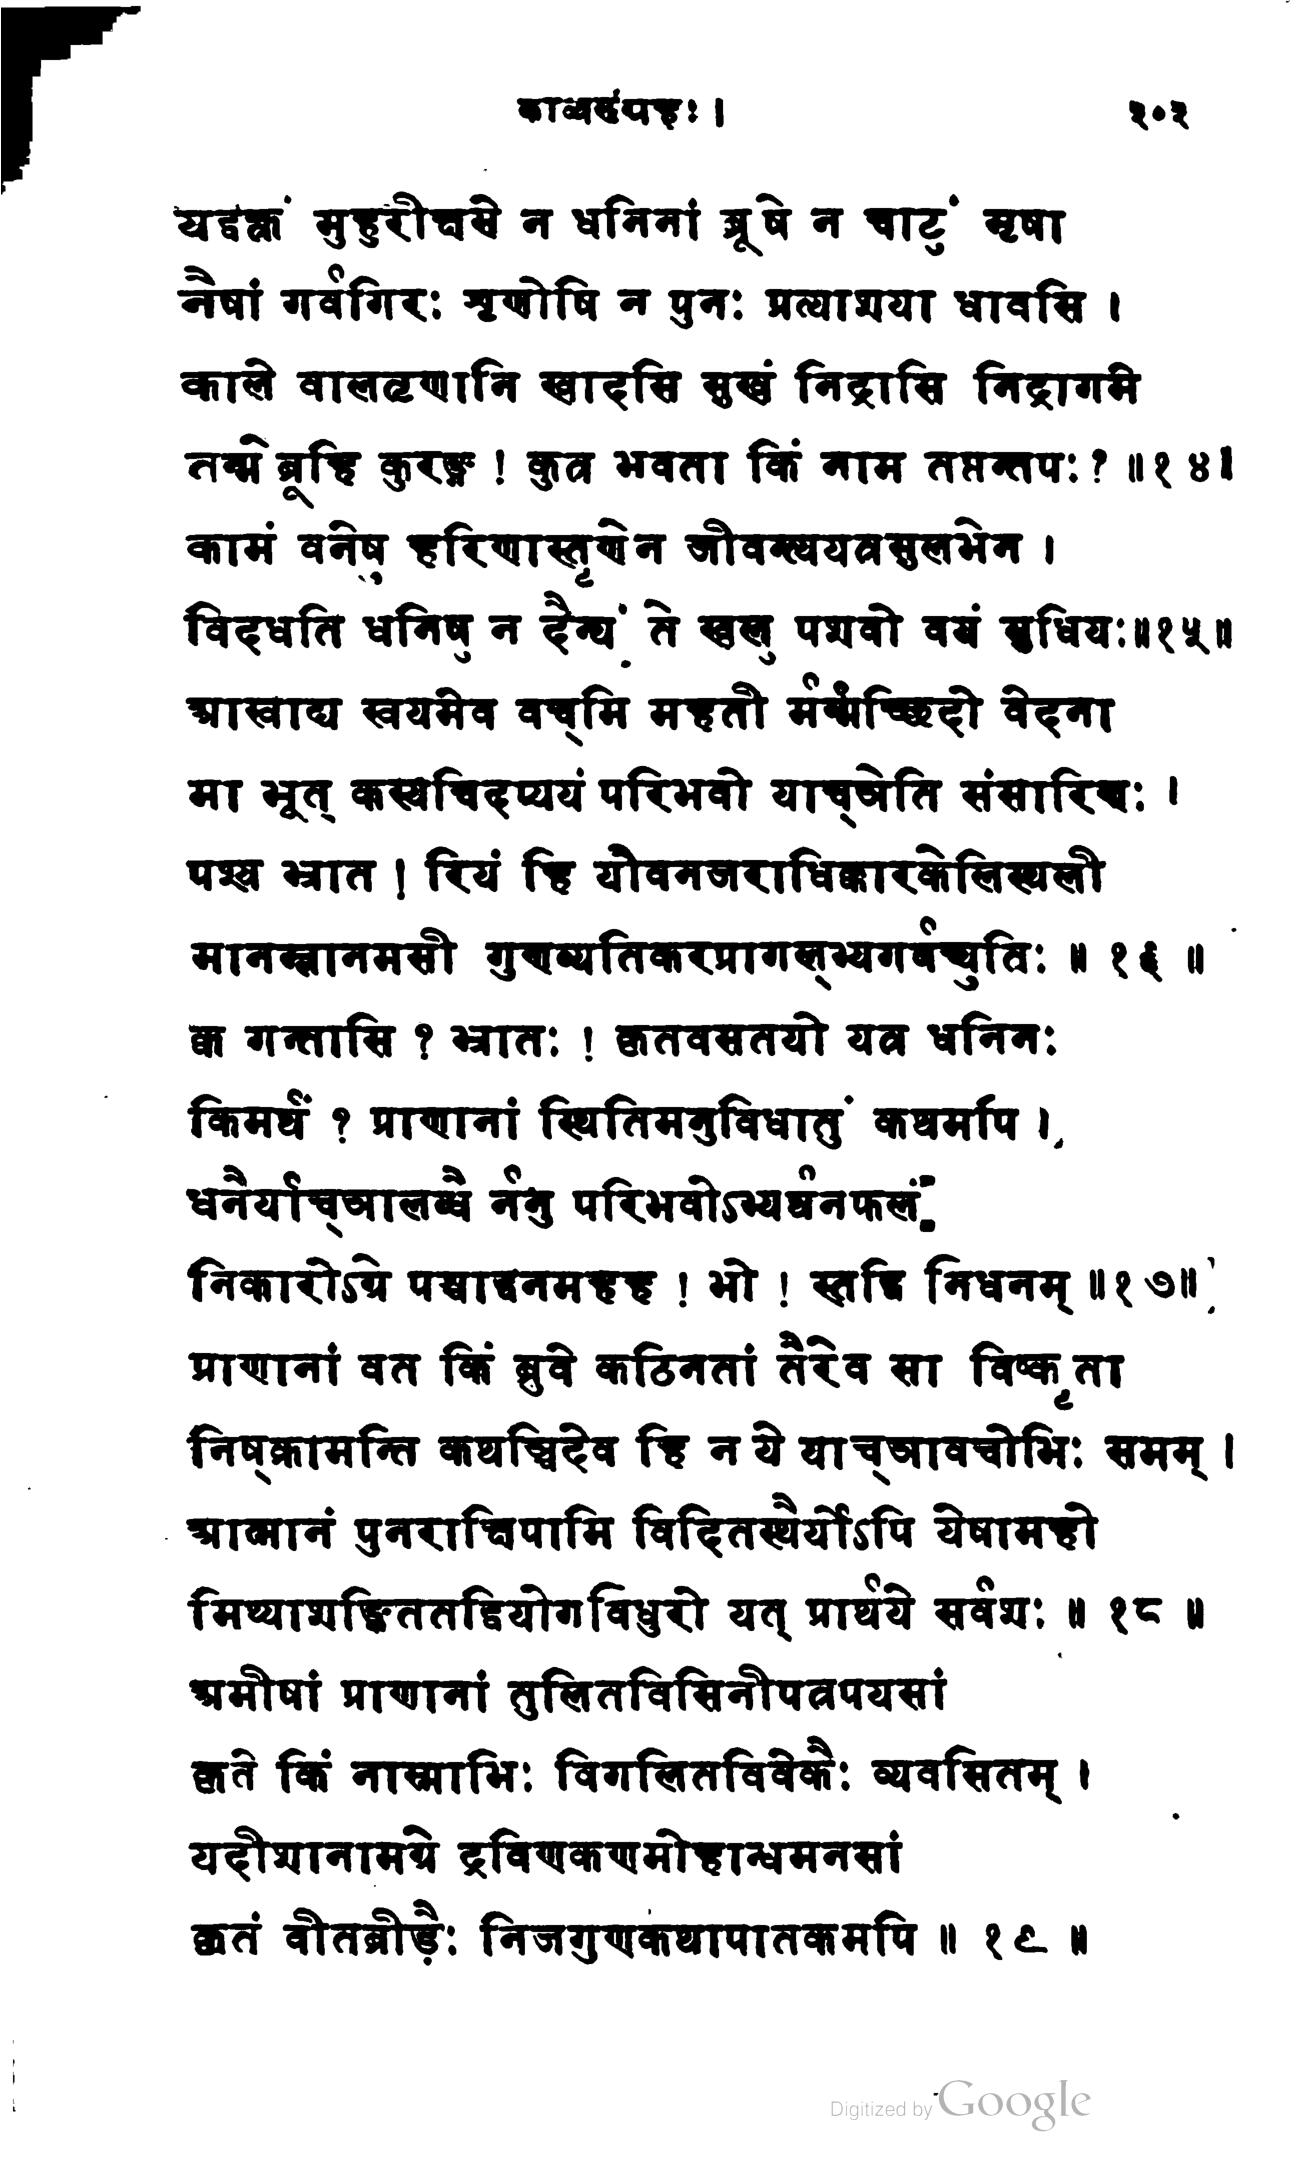 काव्यसंग्रहः ।
२०२
यद्वक्त्रं मुहुरीक्षसे न धनिनां ब्रूषे न चाटुं मृषा
नैषां गर्वगिरः शृणोषि न पुनः प्रत्याशया धावसि ।
काले वालतृणानि खादसि सुखं निद्रासि निद्रागमे
तन्मे ब्रूहि कुरङ्ग ! कुत्र भवता किं नाम तप्तन्तपः ? ॥ १४ ॥
कामं वनेषु हरिणास्तृणेन जीवन्त्ययत्नसुलभेन ।
विदधति धनिषु न दैन्यं ते खलु पशवो वयं सुधियः ॥ १५ ॥
आस्वाद्य स्वयमेव वच्मि महती र्मर्म्मच्छिदो वेदना
मा भूत् कस्यचिदप्ययं परिभवो याच्ञेति संसारिणः ।
पश्य भ्रात ! रियं हि यौवनजराधिक्कारकेलिस्थली
मानम्लानमसी गुणव्यतिकरप्रागल्भ्यगर्वच्युतिः ॥ १६ ॥
क्व गन्तासि ? भ्रातः ! कृतवसतयो यत्र धनिनः
किमर्थं ? प्राणानां स्थितिमनुविधातुं कथमपि ।
धनैर्याच्ञालब्धै र्ननु परिभवोऽभ्यर्थनफलं
निकारोऽग्रे पश्चाद्धनमहह ! भो ! स्तद्धि निधनम् ॥ १७ ॥
प्राणानां वत किं ब्रुवे कठिनतां तैरेव सा विष्कृता
निष्क्रामन्ति कथञ्चिदेव हि न ये याच्ञावचोभिः समम् ।
आत्मानं पुनराक्षिपामि विदितस्थैर्योऽपि येषामहो
मिथ्याशङ्किततद्वियोगविधुरो यत् प्रार्थये सर्वशः ॥ १८ ॥
अमीषां प्राणानां तुलितविसिनीपत्रपयसां
कृते किं नास्माभिः विगलितविवेकैः व्यवसितम् ।
यदीशानामग्रे द्रविणकणमोहान्धमनसां
कृतं वीतव्रीडैः निजगुणकथापातकमपि ॥ १९ ॥
Digitized by Google